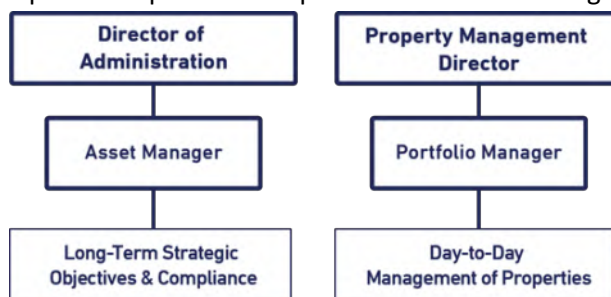 Director of
Administration
Property Management
Director
Asset Manager
Portfolio Manager
Long-Term Strategic
Objectives & Compliance
Day-to-Day
Management of Properties